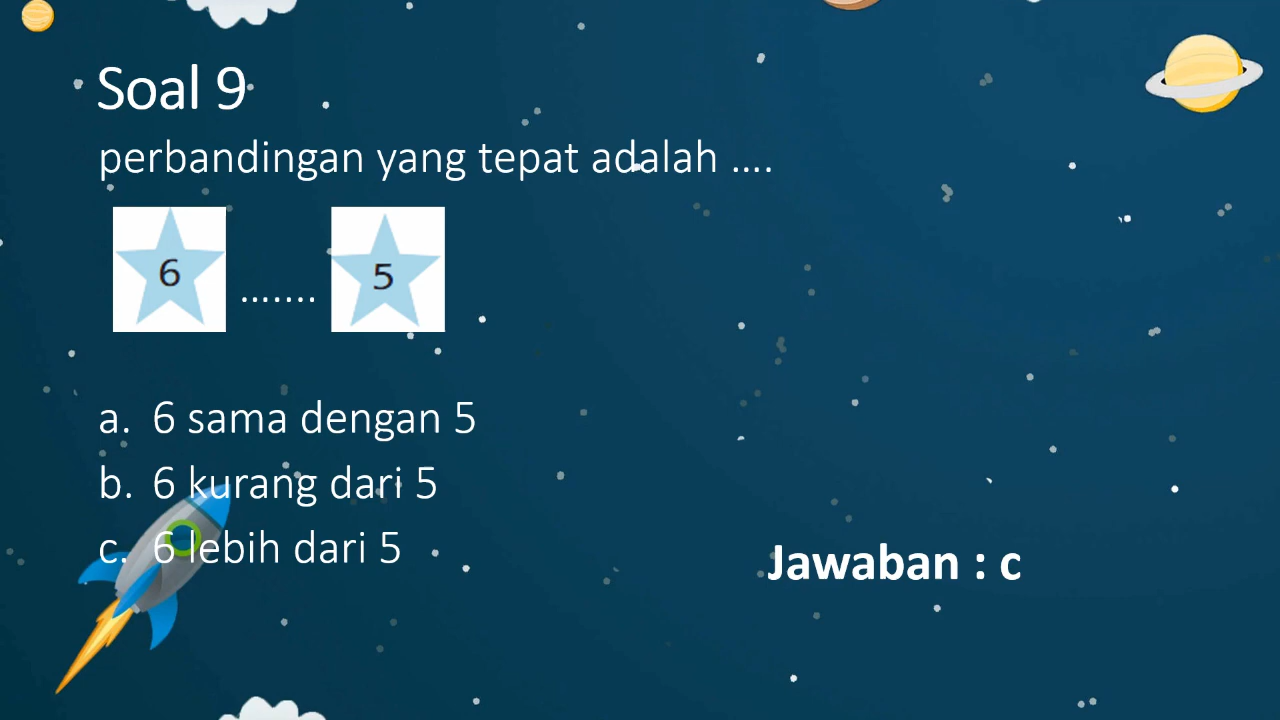 Soal 9
perbandingan yang tepat adalah ....
6 ....... 5
a. 6 sama dengan 5
b. 6 kurang dari 5
c. 6 lebih dari 5
Jawaban : c